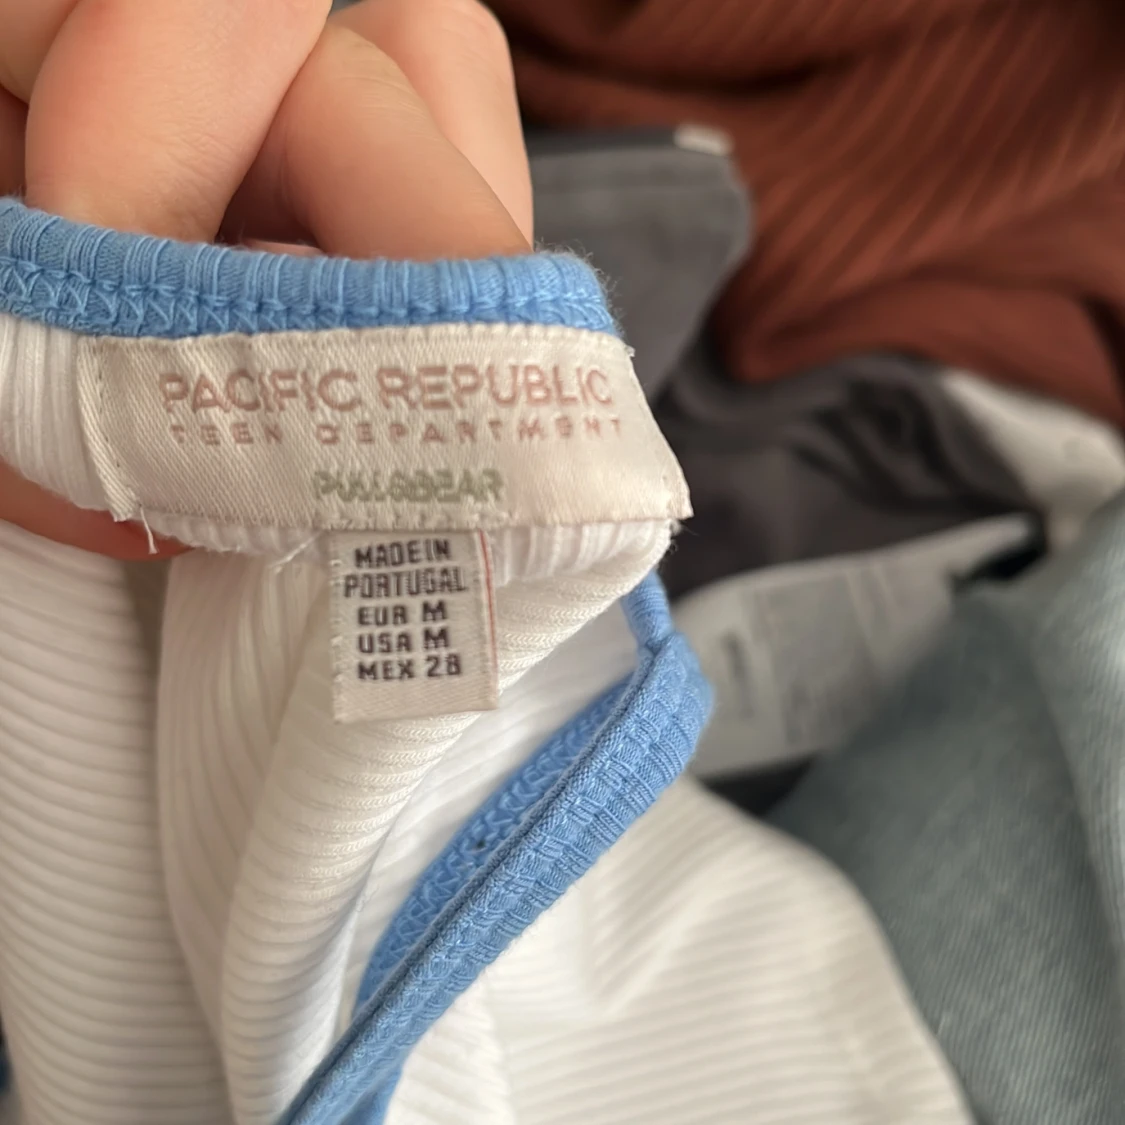 PACIFIC REPUBLIC
TEEN DEPARTMENT
PULL&BEAR
MADE IN
PORTUGAL
EUR M
USA M
MEX 28